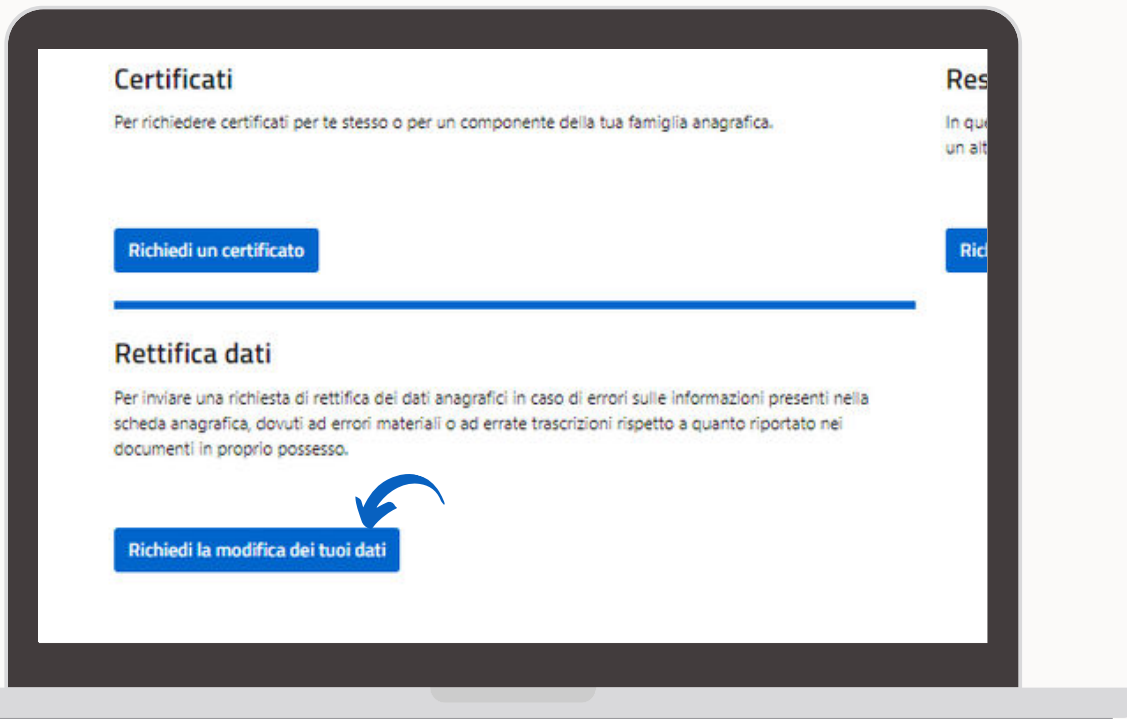 Certificati
Per richiedere certificati per te stesso o per un componente della tua famiglia anagrafica.
Richiedi un certificato
Rettifica dati
Per inviare una richiesta di rettifica dei dati anagrafici in caso di errori sulle informazioni presenti nella
scheda anagrafica, dovuti ad errori materiali o ad errate trascrizioni rispetto a quanto riportato nei
documenti in proprio possesso.
Richiedi la modifica dei tuoi dati
Res
In que
un alt
Ric